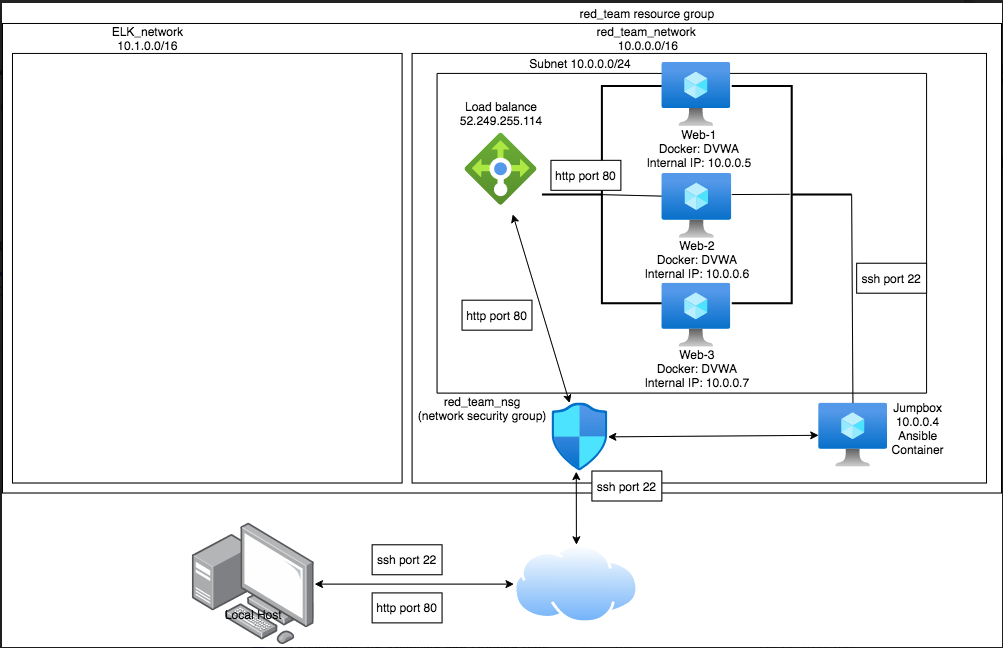 red_team resource group
ELK_network
10.1.0.0/16
red_team_network
10.0.0.0/16
Subnet 10.0.0.0/24
Load balance
52.249.255.114
http port 80
Web-1
Docker: DVWA
Internal IP: 10.0.0.5
Web-2
Docker: DVWA
Internal IP: 10.0.0.6
ssh port 22
http port 80
Web-3
Docker: DVWA
Internal IP: 10.0.0.7
red_team_nsg
(network security group)
Jumpbox
10.0.0.4
Ansible
Container
ssh port 22
ssh port 22
http port 80
Local Host